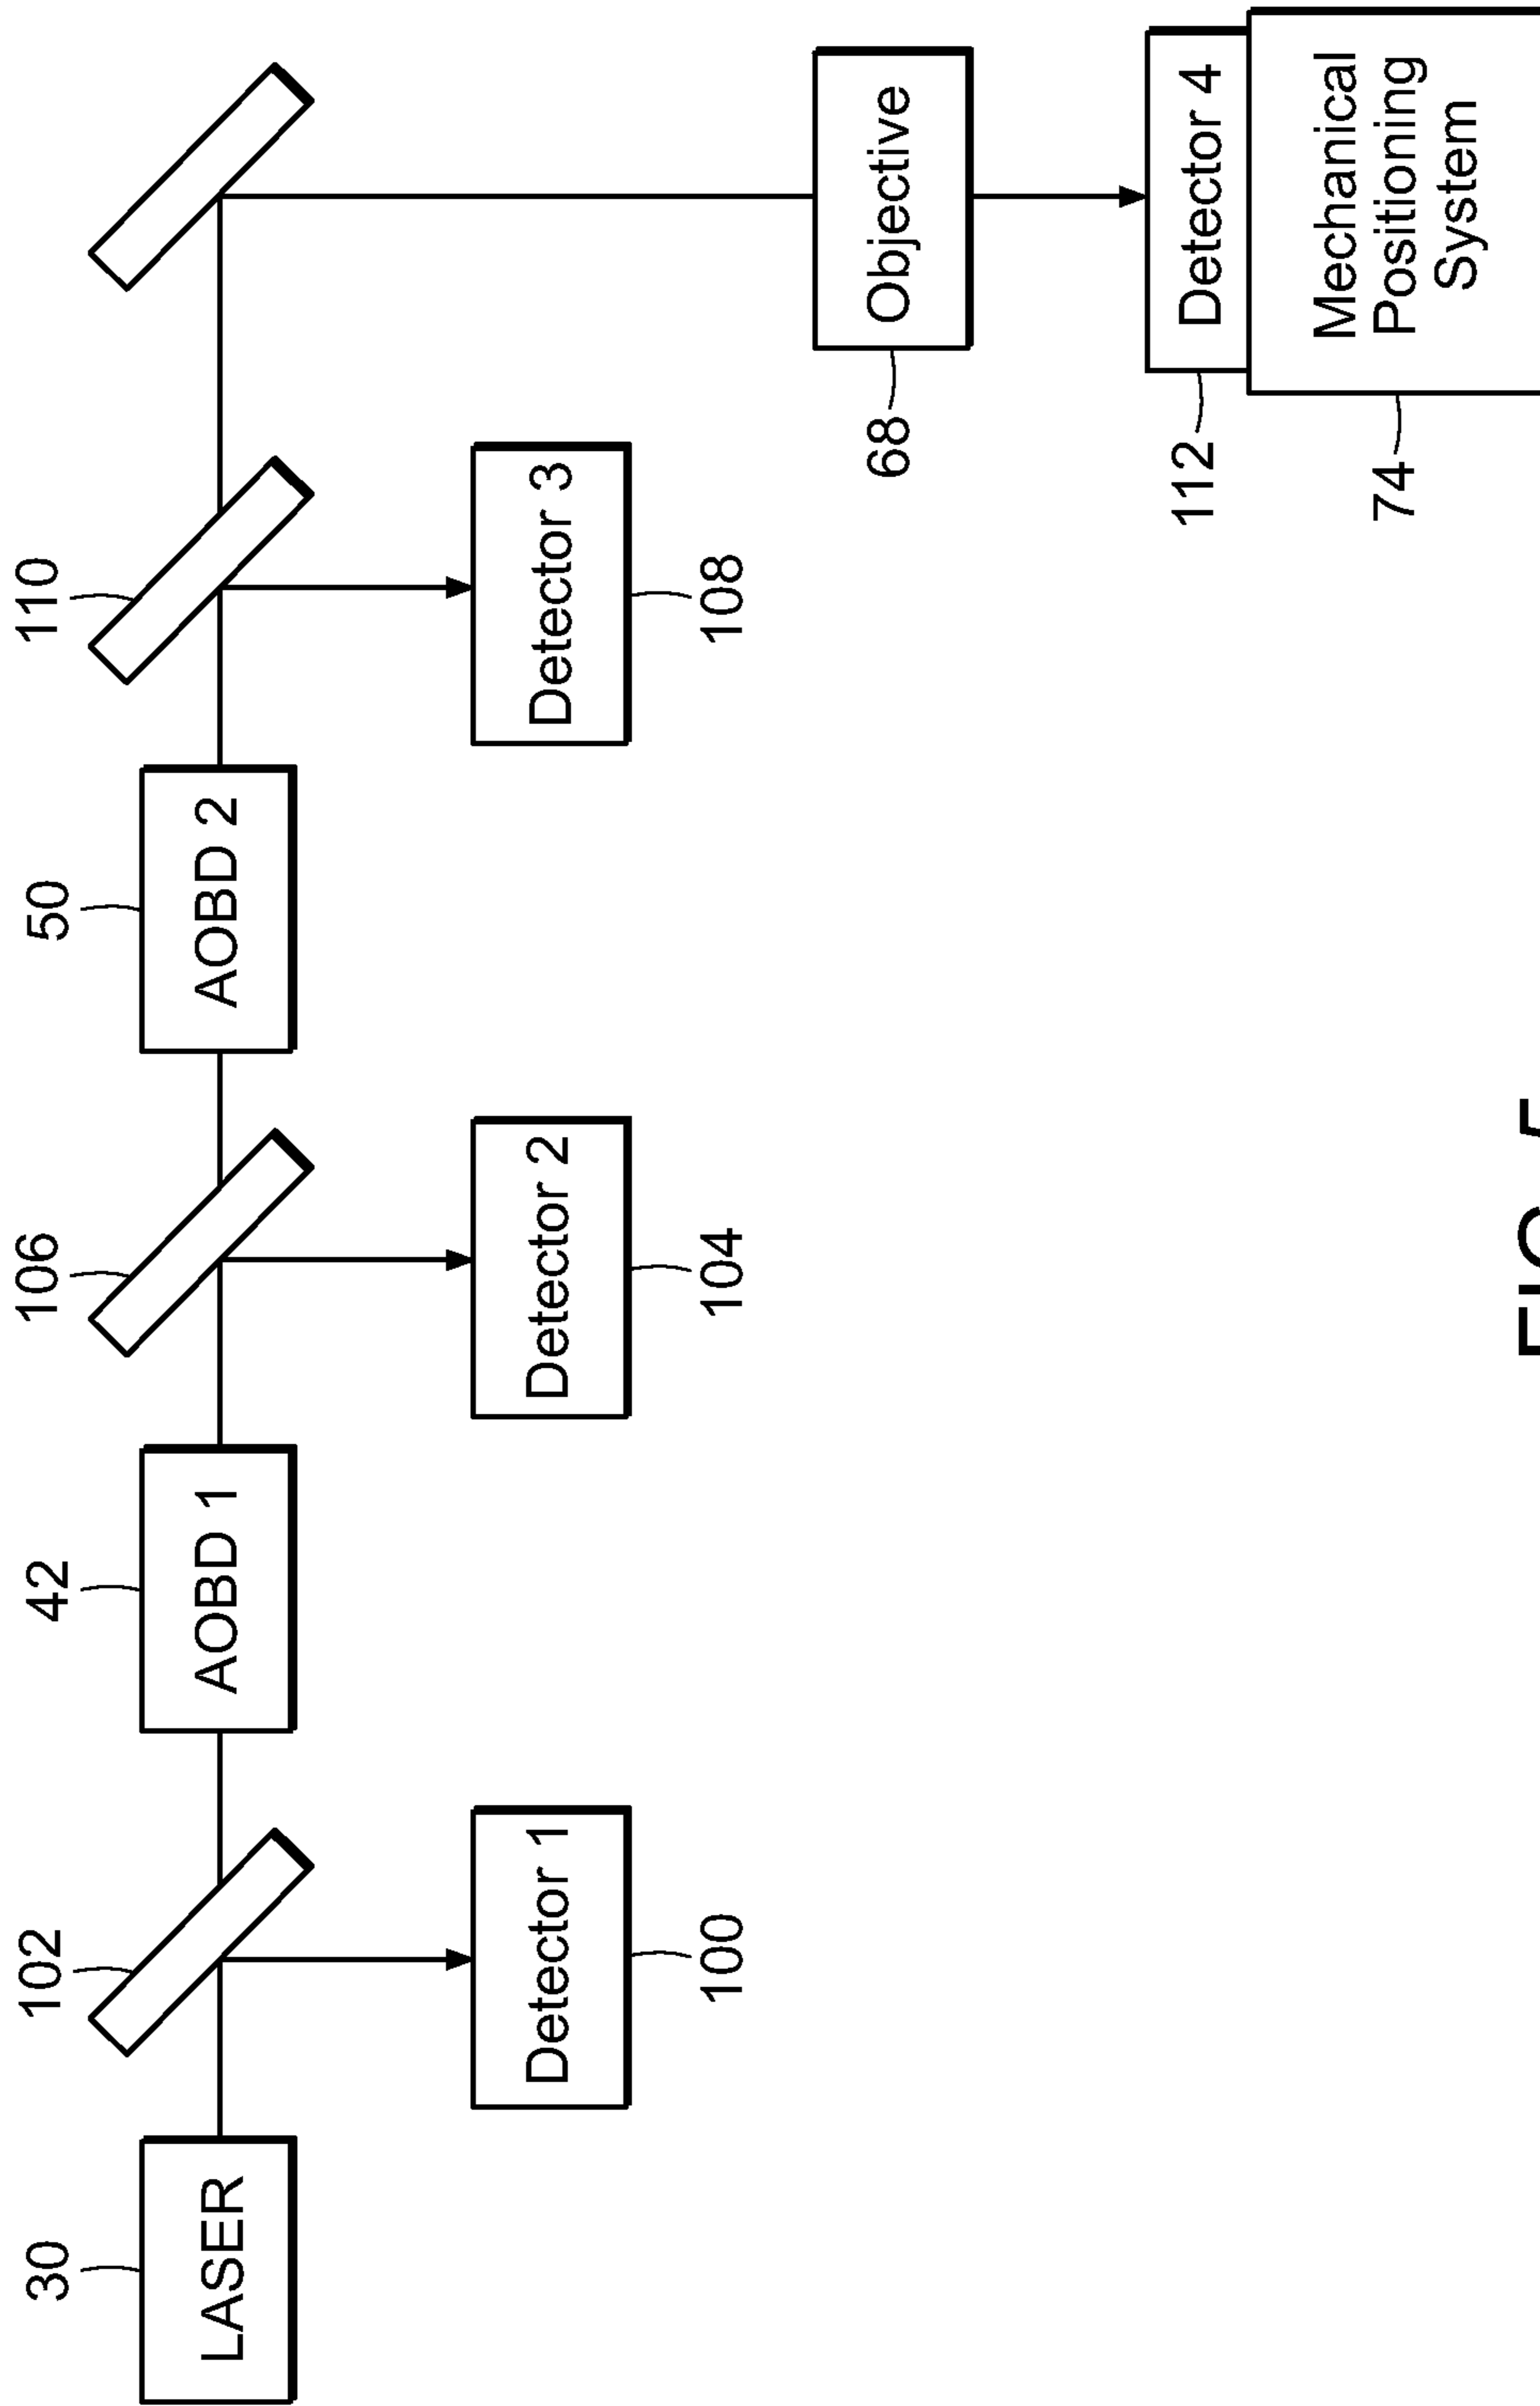 30
LASER
102
Detector 1
100
42
AOBD 1
106
Detector 2
104
50
AOBD 2
110
Detector 3
108
68
Objective
112
Detector 4
74
Mechanical
Positioning
System